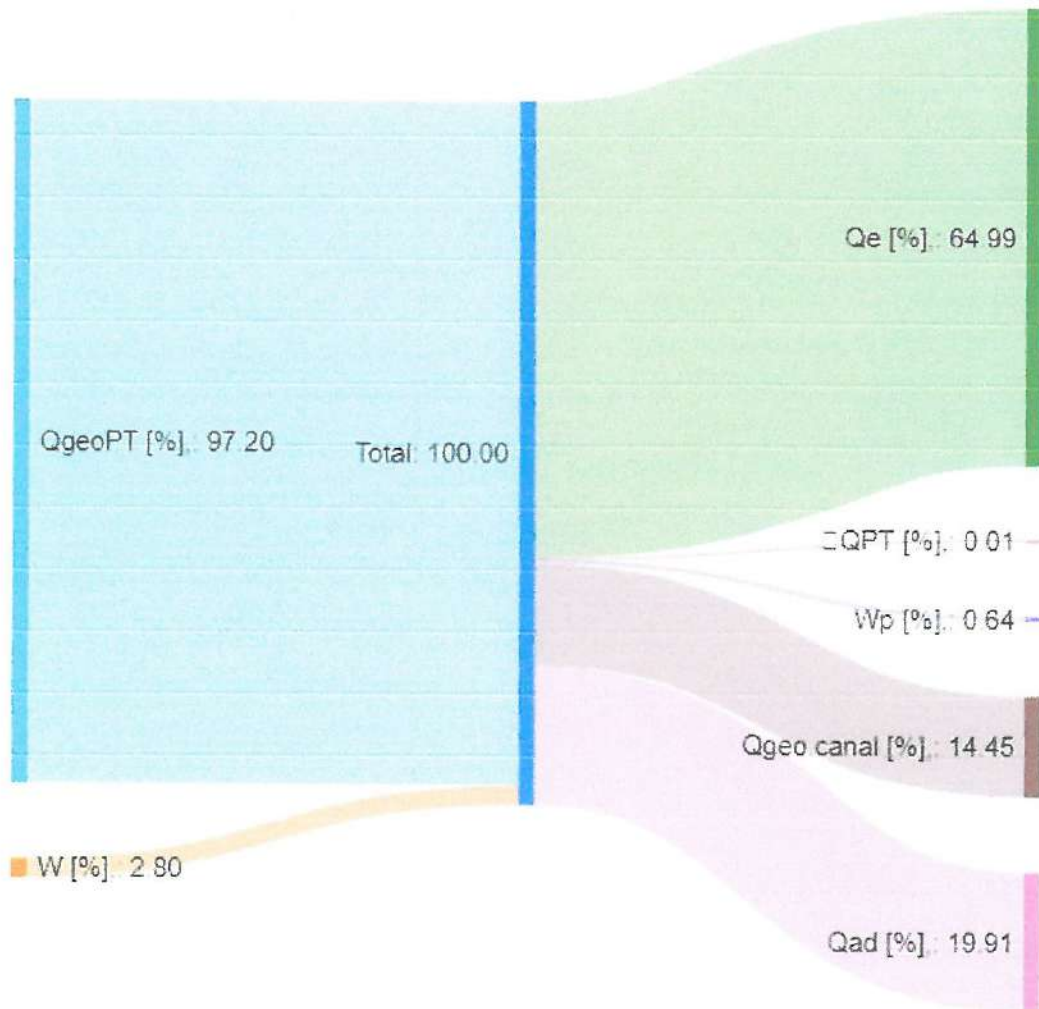 Qe [%],: 64.99
QgeoPT [%],: 97.20
Total: 100.00
□QPT [%],: 0.01
Wp [%],: 0.64
Qgeo canal [%],: 14.45
W [%],: 2.80
Qad [%],: 19.91